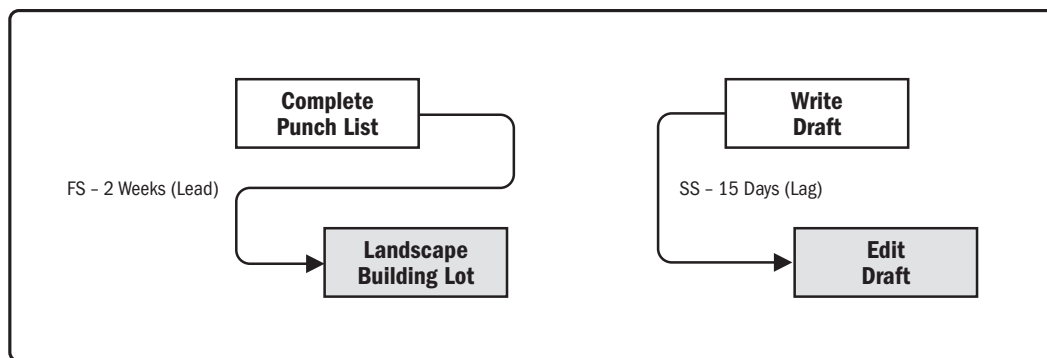 Complete
Punch List
Write
Draft
FS – 2 Weeks (Lead)
SS – 15 Days (Lag)
Landscape
Building Lot
Edit
Draft